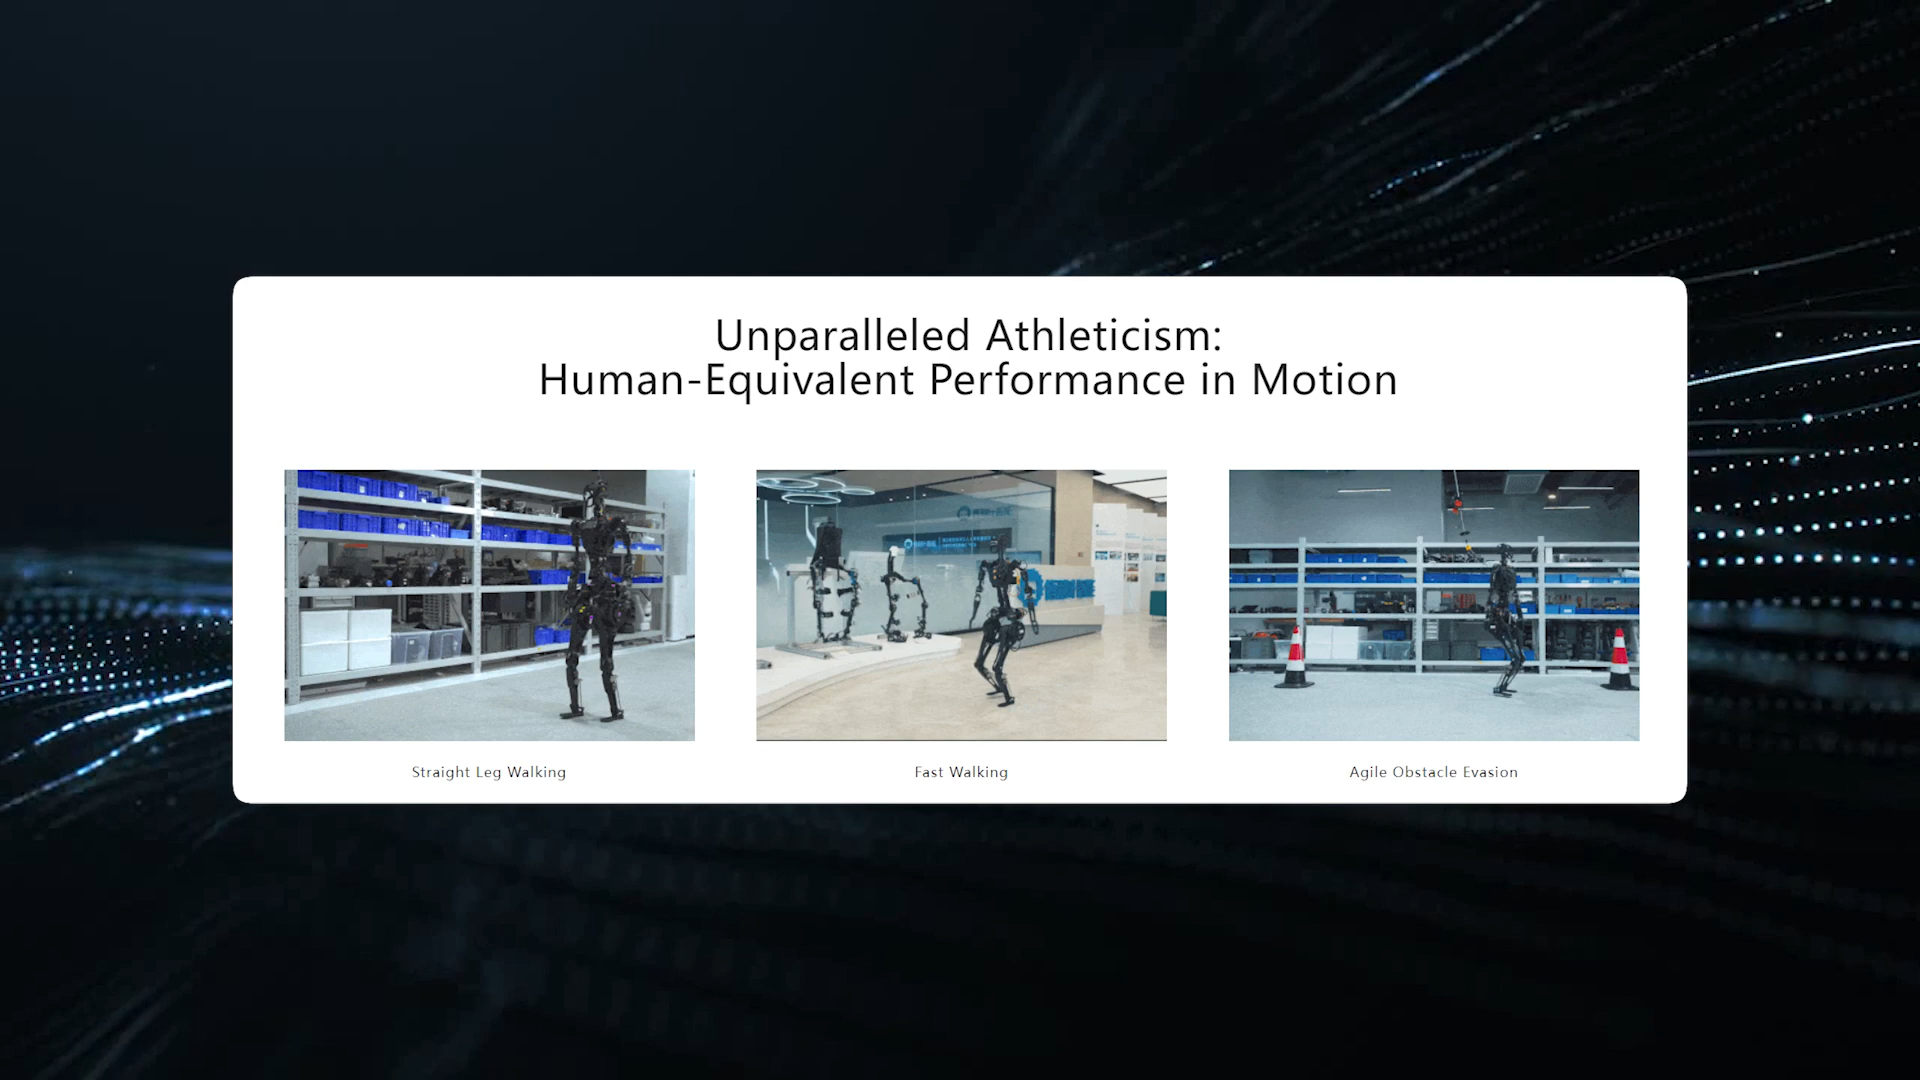 Unparalleled Athleticism:
Human-Equivalent Performance in Motion
Straight Leg Walking
Fast Walking
Agile Obstacle Evasion